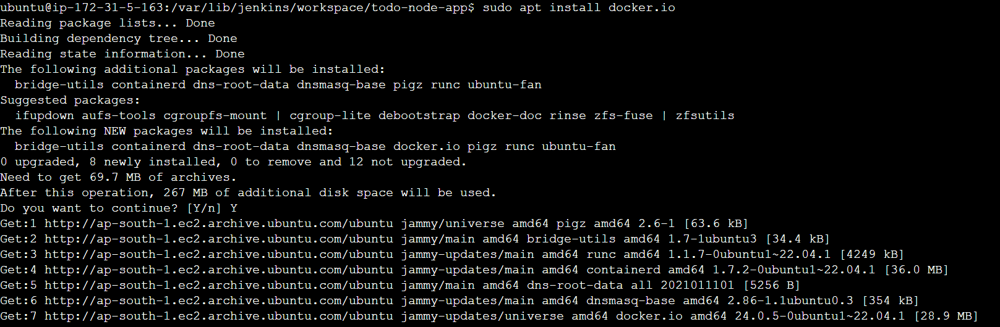 ubuntu@ip-172-31-5-163:/var/lib/jenkins/workspace/todo-node-app$ sudo apt install docker.io
Reading package lists... Done
Building dependency tree... Done
Reading state information... Done
The following additional packages will be installed:
  bridge-utils containerd dns-root-data dnsmasq-base pigz runc ubuntu-fan
Suggested packages:
  ifupdown aufs-tools cgroupfs-mount | cgroup-lite debootstrap docker-doc rinse zfs-fuse | zfsutils
The following NEW packages will be installed:
  bridge-utils containerd dns-root-data dnsmasq-base docker.io pigz runc ubuntu-fan
0 upgraded, 8 newly installed, 0 to remove and 12 not upgraded.
Need to get 69.7 MB of archives.
After this operation, 267 MB of additional disk space will be used.
Do you want to continue? [Y/n] Y
Get:1 http://ap-south-1.ec2.archive.ubuntu.com/ubuntu jammy/universe amd64 pigz amd64 2.6-1 [63.6 kB]
Get:2 http://ap-south-1.ec2.archive.ubuntu.com/ubuntu jammy/main amd64 bridge-utils amd64 1.7-1ubuntu3 [34.4 kB]
Get:3 http://ap-south-1.ec2.archive.ubuntu.com/ubuntu jammy-updates/main amd64 runc amd64 1.1.7-0ubuntu1~22.04.1 [4249 kB]
Get:4 http://ap-south-1.ec2.archive.ubuntu.com/ubuntu jammy-updates/main amd64 containerd amd64 1.7.2-0ubuntu1~22.04.1 [36.0 MB]
Get:5 http://ap-south-1.ec2.archive.ubuntu.com/ubuntu jammy/main amd64 dns-root-data all 2021011101 [5256 B]
Get:6 http://ap-south-1.ec2.archive.ubuntu.com/ubuntu jammy-updates/main amd64 dnsmasq-base amd64 2.86-1.1ubuntu0.3 [354 kB]
Get:7 http://ap-south-1.ec2.archive.ubuntu.com/ubuntu jammy-updates/universe amd64 docker.io amd64 24.0.5-0ubuntu1~22.04.1 [28.9 MB]